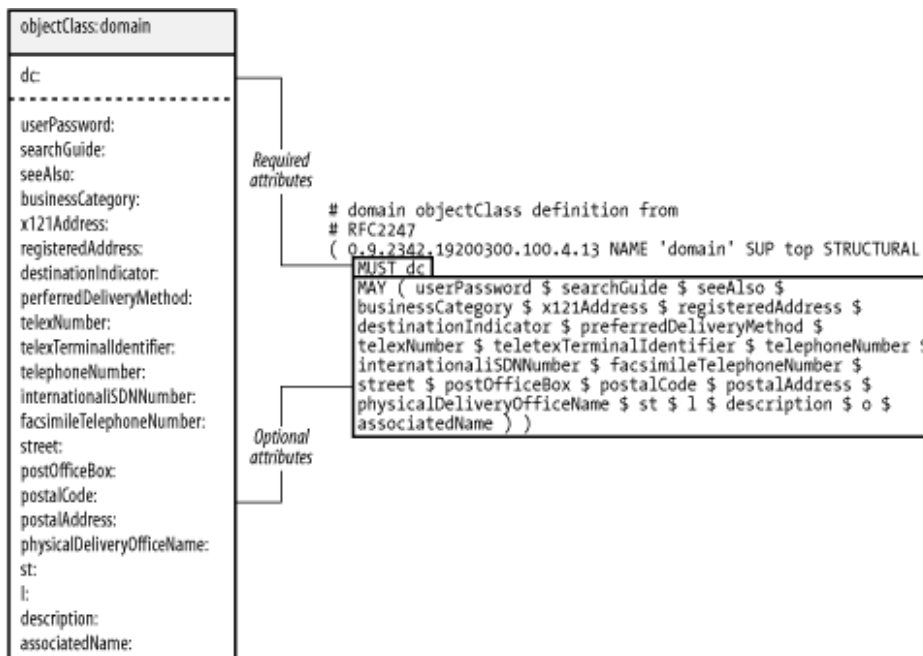 objectClass: domain
dc:
userPassword:
searchGuide:
seeAlso:
businessCategory:
x121Address:
registeredAddress:
destinationIndicator:
perferredDeliveryMethod:
telexNumber:
telexTerminalIdentifier:
telephoneNumber:
internationaliSDNNumber:
facsimileTelephoneNumber:
street:
postOfficeBox:
postalCode:
postalAddress:
physicalDeliveryOfficeName:
st:
l:
description:
associatedName:
Required
attributes
Optional
attributes
# domain objectClass definition from
# RFC2247
( 0.9.2342.19200300.100.4.13 NAME 'domain' SUP top STRUCTURAL
MUST dc
MAY ( userPassword $ searchGuide $ seeAlso $
businessCategory $ x121Address $ registeredAddress $
destinationIndicator $ preferredDeliveryMethod $
telexNumber $ teletexTerminalIdentifier $ telephoneNumber $
internationaliSDNNumber $ facsimileTelephoneNumber $
street $ postOfficeBox $ postalCode $ postalAddress $
physicalDeliveryOfficeName $ st $ l $ description $ o $
associatedName ) )